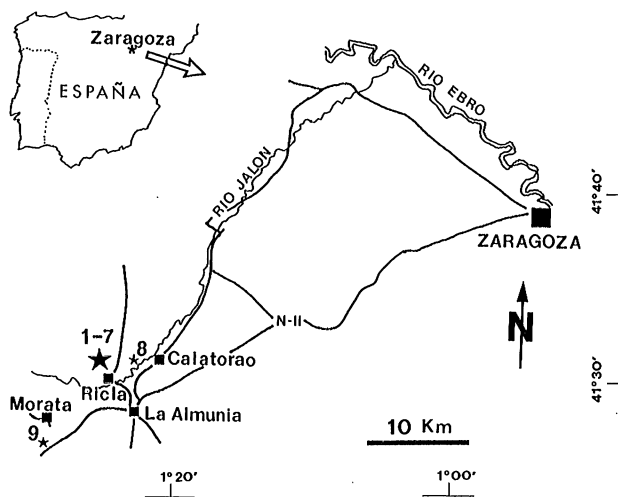 Zaragoza
ESPAÑA
RIO EBRO
RIO JALON
41°40'
ZARAGOZA
N-II
N
1-7
8
Calatorao
41°30'
Ricla
Morata
La Almunia
9
10 Km
1°20'
1°00'